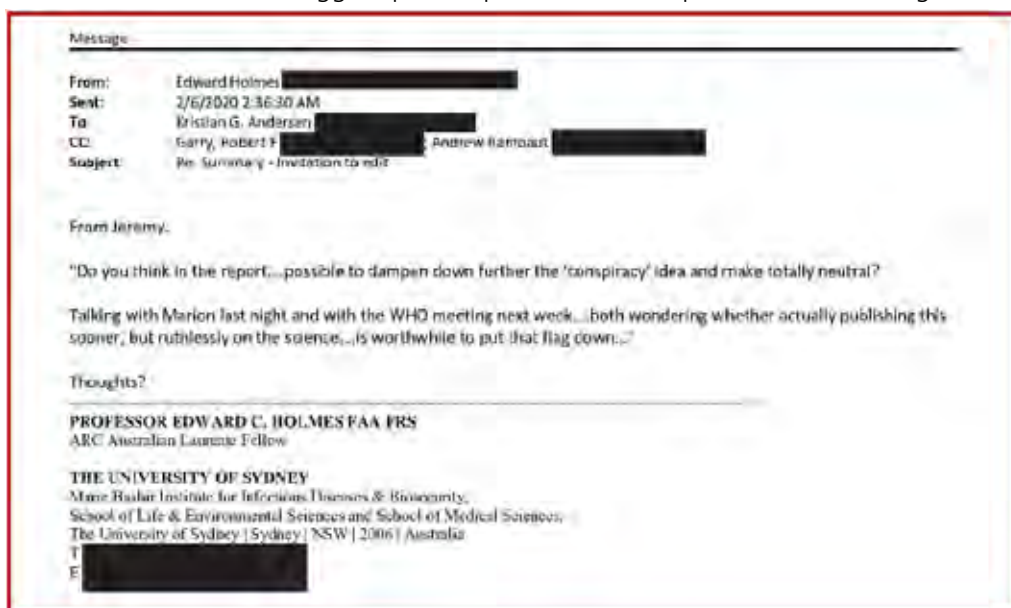 Message
From: Edward Holmes
Sent: 2/6/2020 2:36:30 AM
To: Kristian G. Andersen
CC: Garry, Robert F Andrew Rambaut
Subject: Re: Summary - Invitation to edit
From Jeremy.
"Do you think in the report....possible to dampen down further the 'conspiracy' idea and make totally neutral?
Talking with Marion last night and with the WHO meeting next week....both wondering whether actually publishing this
sooner, but ruthlessly on the science....is worthwhile to put that flag down..."
Thoughts?
PROFESSOR EDWARD C. HOLMES FAA FRS
ARC Australian Laureate Fellow
THE UNIVERSITY OF SYDNEY
Marie Bashir Institute for Infectious Diseases & Biosecurity,
School of Life & Environmental Sciences and School of Medical Sciences,
The University of Sydney | Sydney | NSW | 2006 | Australia
T
E